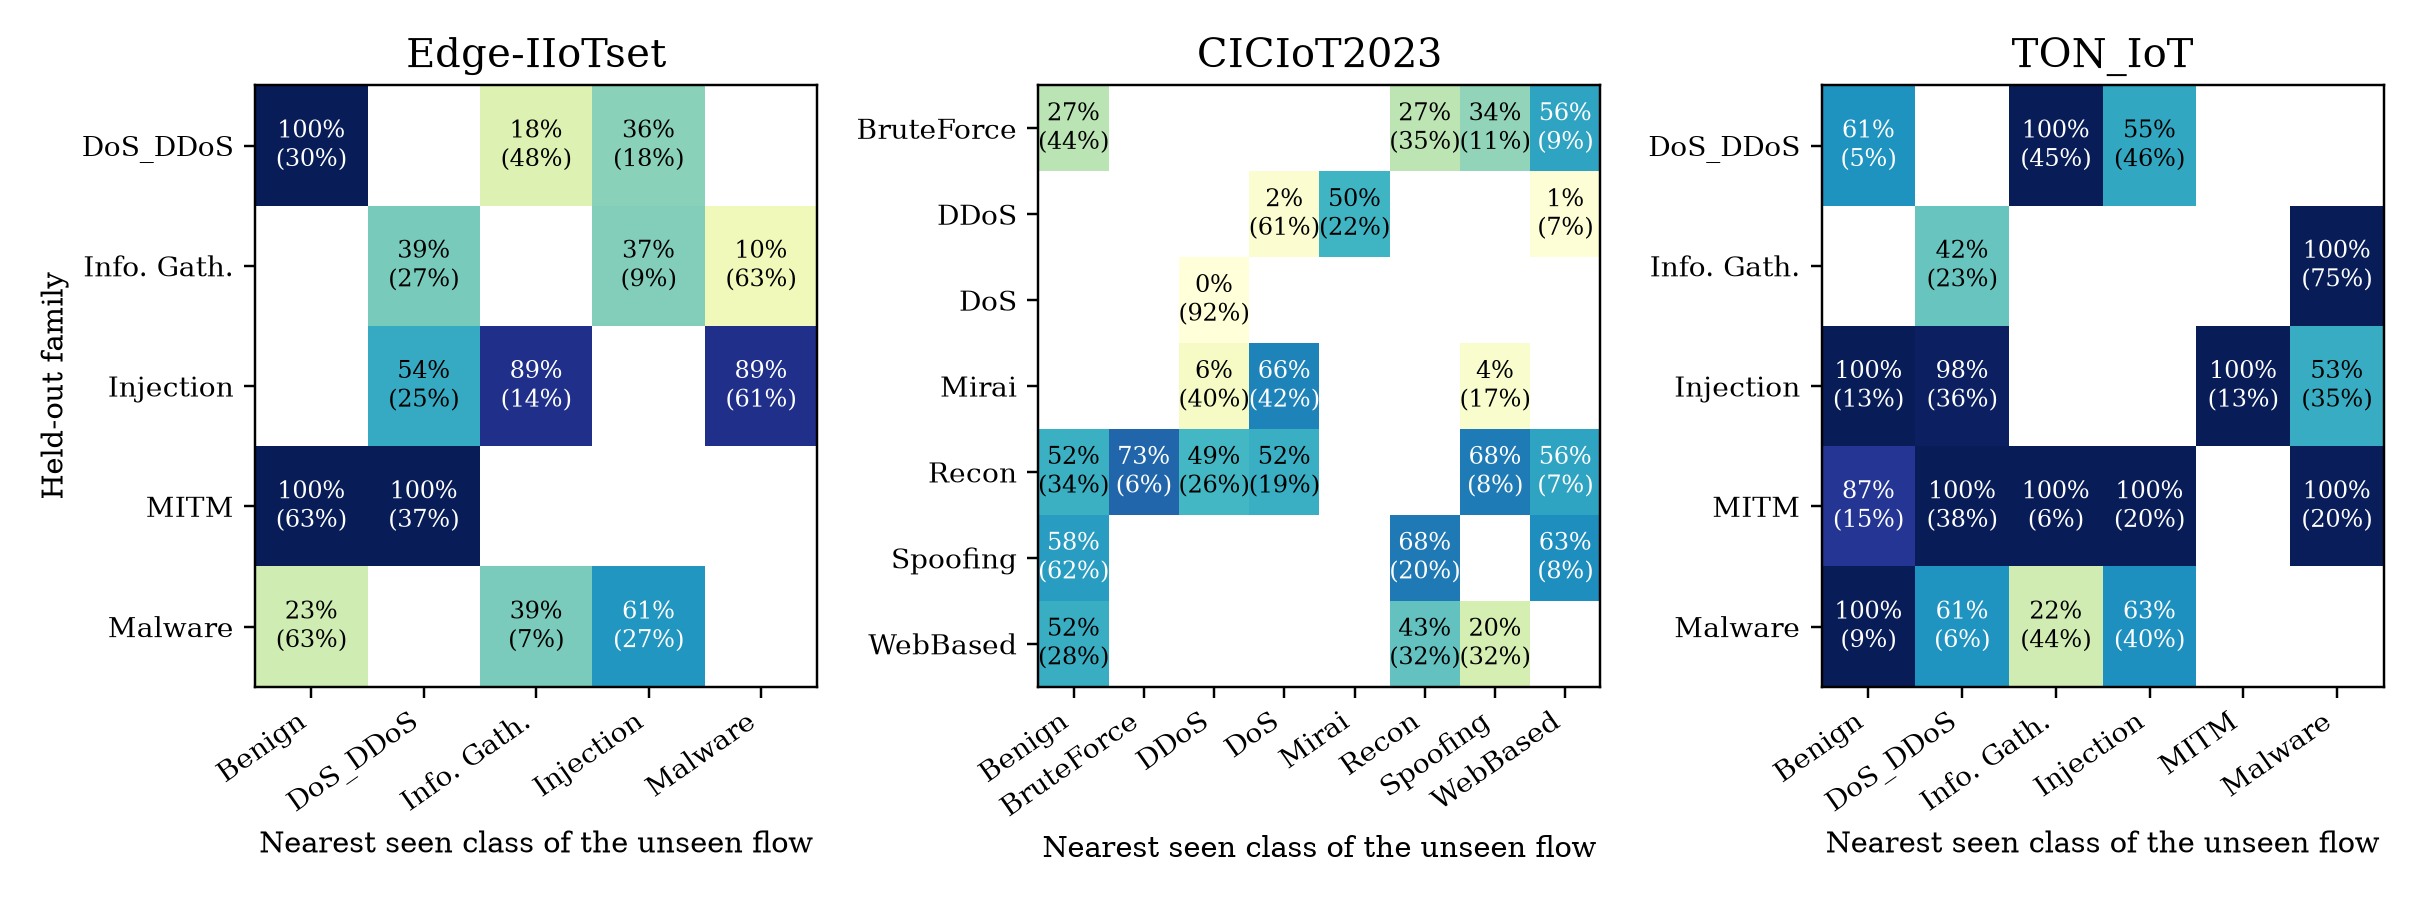 Edge-IIoTset
Held-out family
DoS_DDoS
100%
(30%)
18%
(48%)
36%
(18%)
Info. Gath.
39%
(27%)
37%
(9%)
10%
(63%)
Injection
54%
(25%)
89%
(14%)
89%
(61%)
MITM
100%
(63%)
100%
(37%)
Malware
23%
(63%)
39%
(7%)
61%
(27%)
Benign
DoS_DDoS
Info. Gath.
Injection
Malware
Nearest seen class of the unseen flow
CICIoT2023
BruteForce
27%
(44%)
27%
(35%)
34%
(11%)
56%
(9%)
DDoS
2%
(61%)
50%
(22%)
1%
(7%)
DoS
0%
(92%)
Mirai
6%
(40%)
66%
(42%)
4%
(17%)
Recon
52%
(34%)
73%
(6%)
49%
(26%)
52%
(19%)
68%
(8%)
56%
(7%)
Spoofing
58%
(62%)
68%
(20%)
63%
(8%)
WebBased
52%
(28%)
43%
(32%)
20%
(32%)
Benign
BruteForce
DDoS
DoS
Mirai
Recon
Spoofing
WebBased
Nearest seen class of the unseen flow
TON_IoT
DoS_DDoS
61%
(5%)
100%
(45%)
55%
(46%)
Info. Gath.
42%
(23%)
100%
(75%)
Injection
100%
(13%)
98%
(36%)
100%
(13%)
53%
(35%)
MITM
87%
(15%)
100%
(38%)
100%
(6%)
100%
(20%)
100%
(20%)
Malware
100%
(9%)
61%
(6%)
22%
(44%)
63%
(40%)
Benign
DoS_DDoS
Info. Gath.
Injection
MITM
Malware
Nearest seen class of the unseen flow